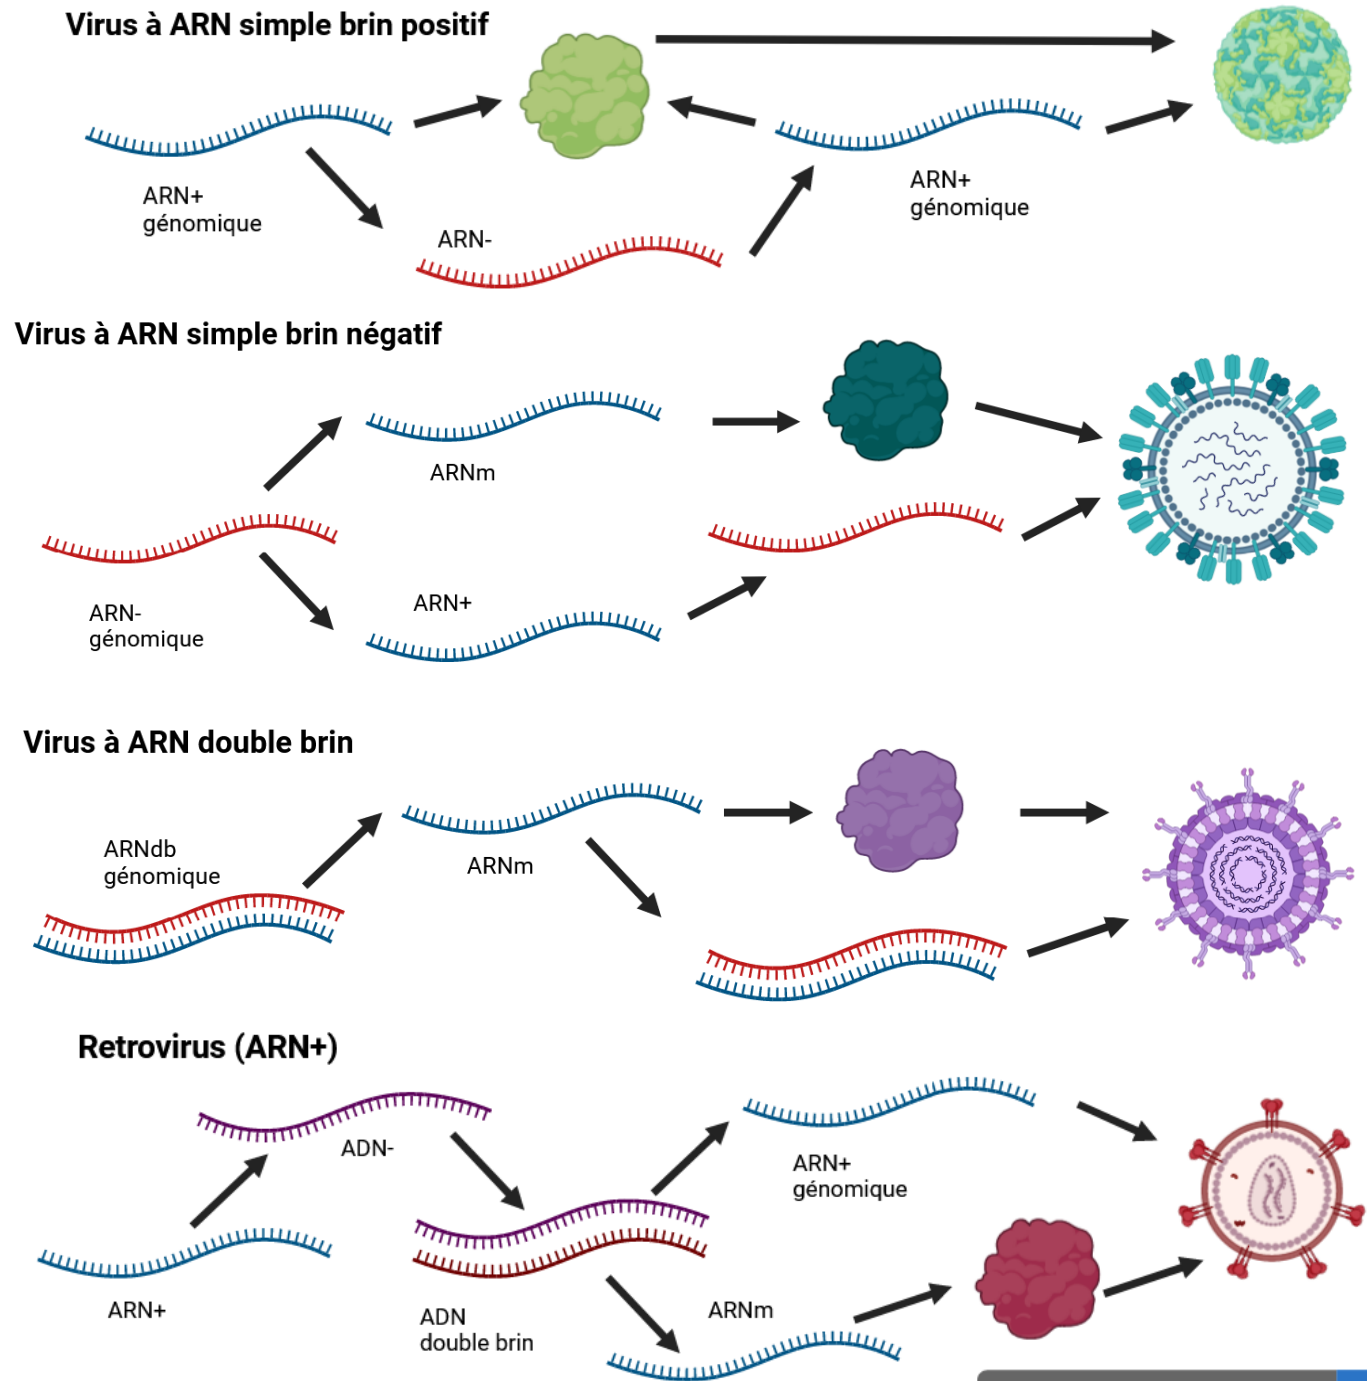 Virus à ARN simple brin positif
ARN+
génomique
ARN-
ARN+
génomique
Virus à ARN simple brin négatif
ARNm
ARN-
génomique
ARN+
Virus à ARN double brin
ARNdb
génomique
ARNm
Retrovirus (ARN+)
ADN-
ARN+
génomique
ARN+
ADN
double brin
ARNm